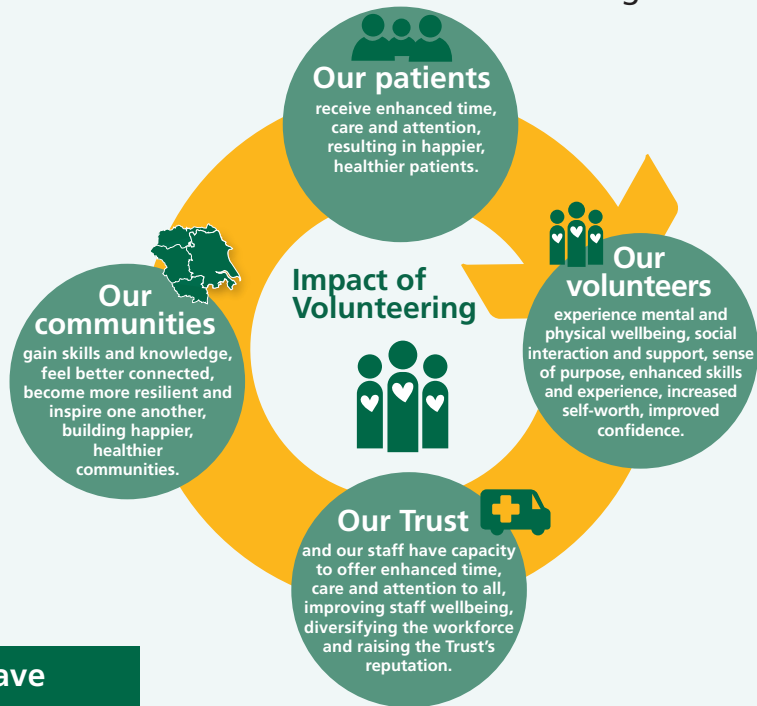 Our patients
receive enhanced time,
care and attention,
resulting in happier,
healthier patients.
Impact of
Volunteering
Our
volunteers
experience mental and
physical wellbeing, social
interaction and support, sense
of purpose, enhanced skills
and experience, increased
self-worth, improved
confidence.
Our
communities
gain skills and knowledge,
feel better connected,
become more resilient and
inspire one another,
building happier,
healthier
communities.
Our Trust
and our staff have capacity
to offer enhanced time,
care and attention to all,
improving staff wellbeing,
diversifying the workforce
and raising the Trust's
reputation.